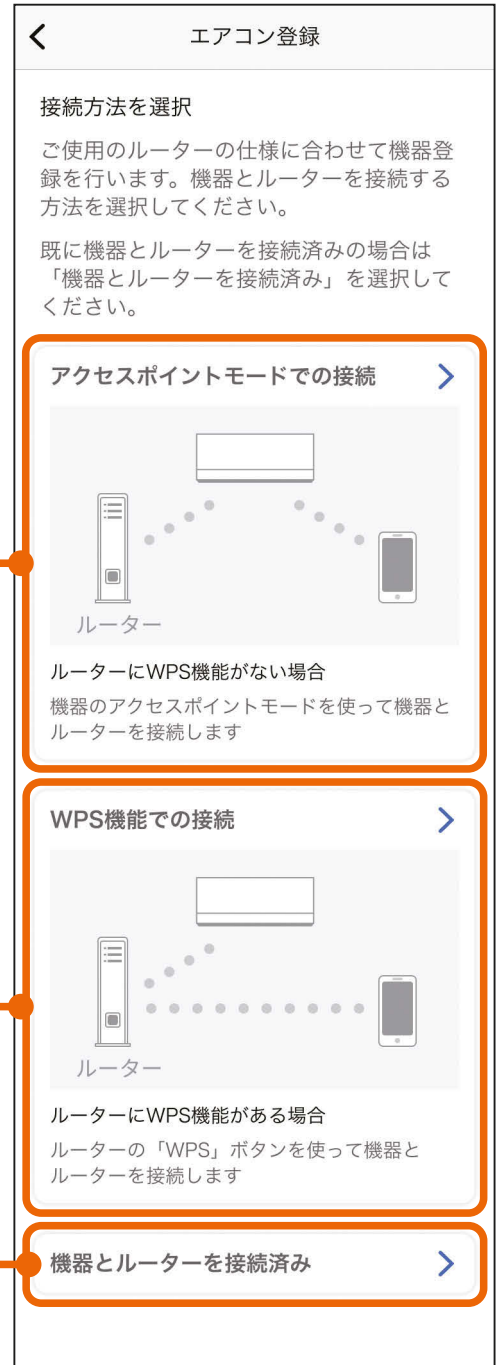 エアコン登録
接続方法を選択
ご使用のルーターの仕様に合わせて機器登
録を行います。機器とルーターを接続する
方法を選択してください。
既に機器とルーターを接続済みの場合は
「機器とルーターを接続済み」を選択して
ください。
アクセスポイントモードでの接続
ルーター
ルーターにWPS機能がない場合
機器のアクセスポイントモードを使って機器と
ルーターを接続します
WPS機能での接続
ルーター
ルーターにWPS機能がある場合
ルーターの「WPS」ボタンを使って機器と
ルーターを接続します
機器とルーターを接続済み